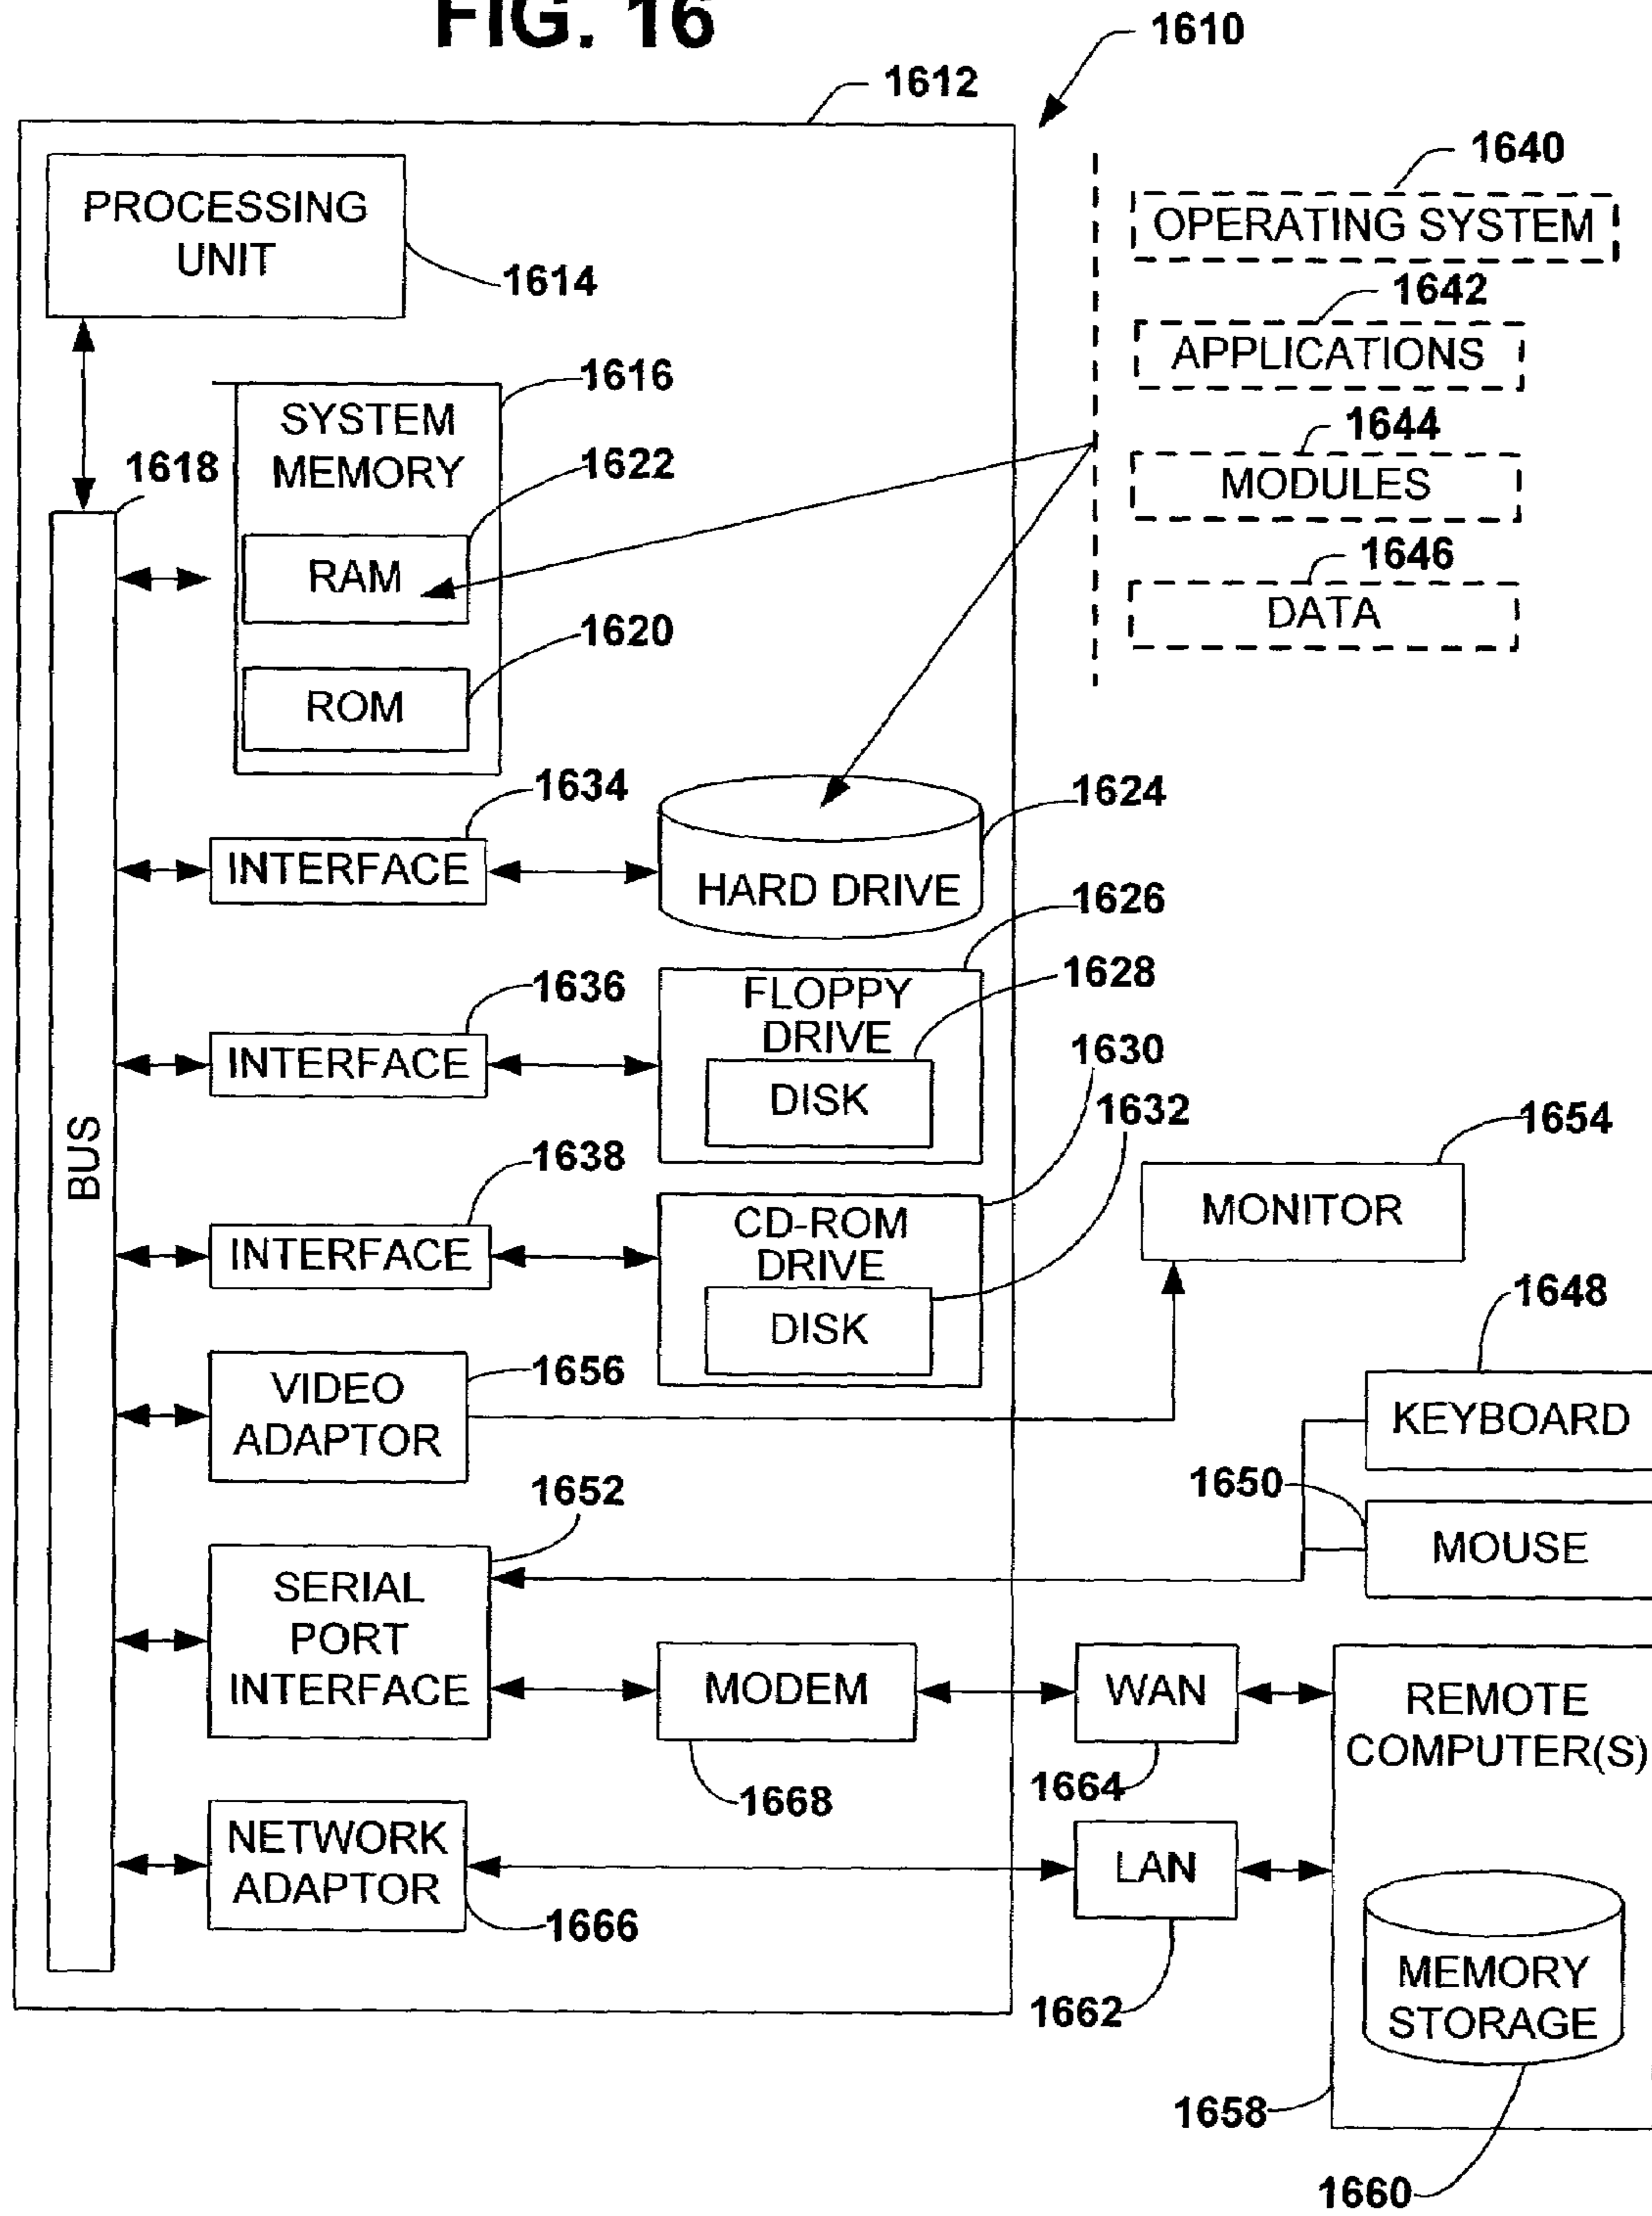 FIG. 16
1610
1612
PROCESSING
UNIT
1614
1640
OPERATING SYSTEM
1642
APPLICATIONS
1644
MODULES
1646
DATA
1616
SYSTEM
MEMORY
1618
1622
RAM
1620
ROM
BUS
1634
INTERFACE
1624
HARD DRIVE
1626
1636
INTERFACE
FLOPPY
DRIVE
1628
DISK
1630
1632
1638
INTERFACE
CD-ROM
DRIVE
DISK
1654
MONITOR
1656
VIDEO
ADAPTOR
1648
KEYBOARD
1650
MOUSE
1652
SERIAL
PORT
INTERFACE
MODEM
1668
WAN
1664
REMOTE
COMPUTER(S)
NETWORK
ADAPTOR
1666
LAN
1662
MEMORY
STORAGE
1658
1660